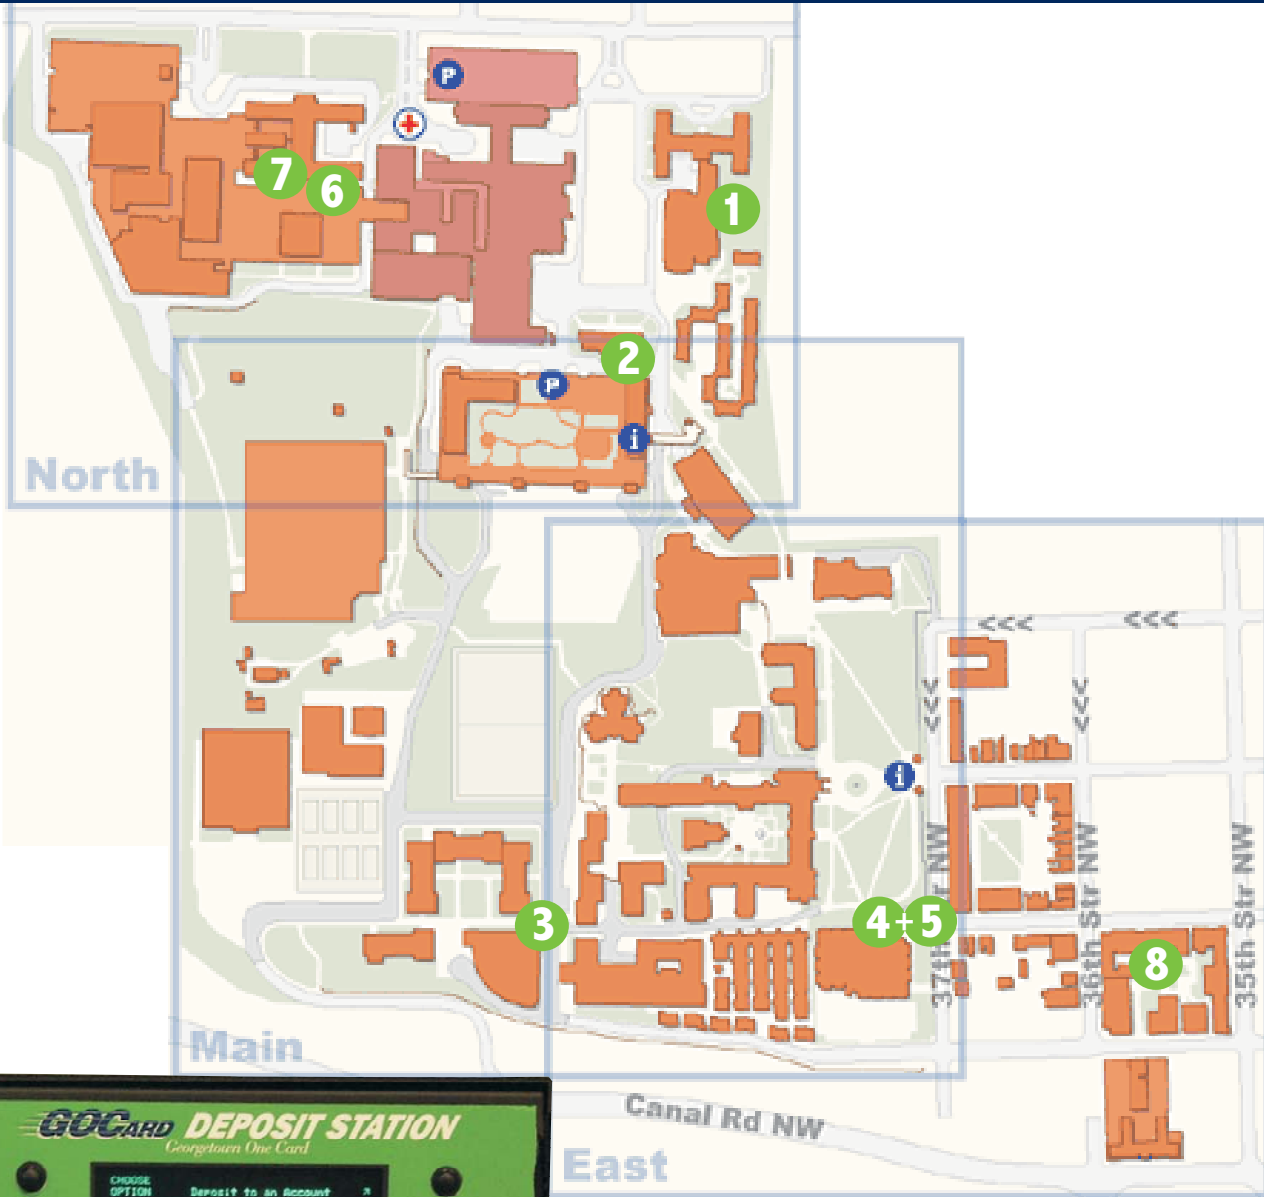 P
7
6
1
2
P
i
North
<<<
<<<
<<<
<<<
i
3
4+5
37th Str NW
36th Str NW
8
35th Str NW
Main
Canal Rd NW
East
GOCARD DEPOSIT STATION
Georgetown One Card
CHOOSE
OPTION Deposit to an Account